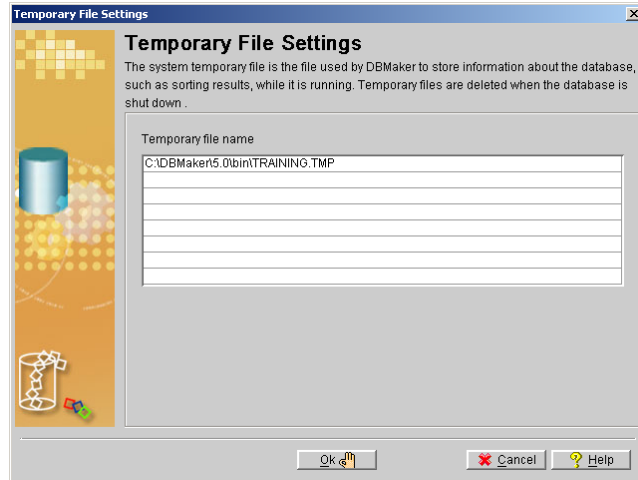 Temporary File Settings
Temporary File Settings
The system temporary file is the file used by DBMaker to store information about the database,
such as sorting results, while it is running. Temporary files are deleted when the database is
shut down .
Temporary file name
C:\DBMaker\5.0\bin\TRAINING.TMP
Ok
Cancel
Help